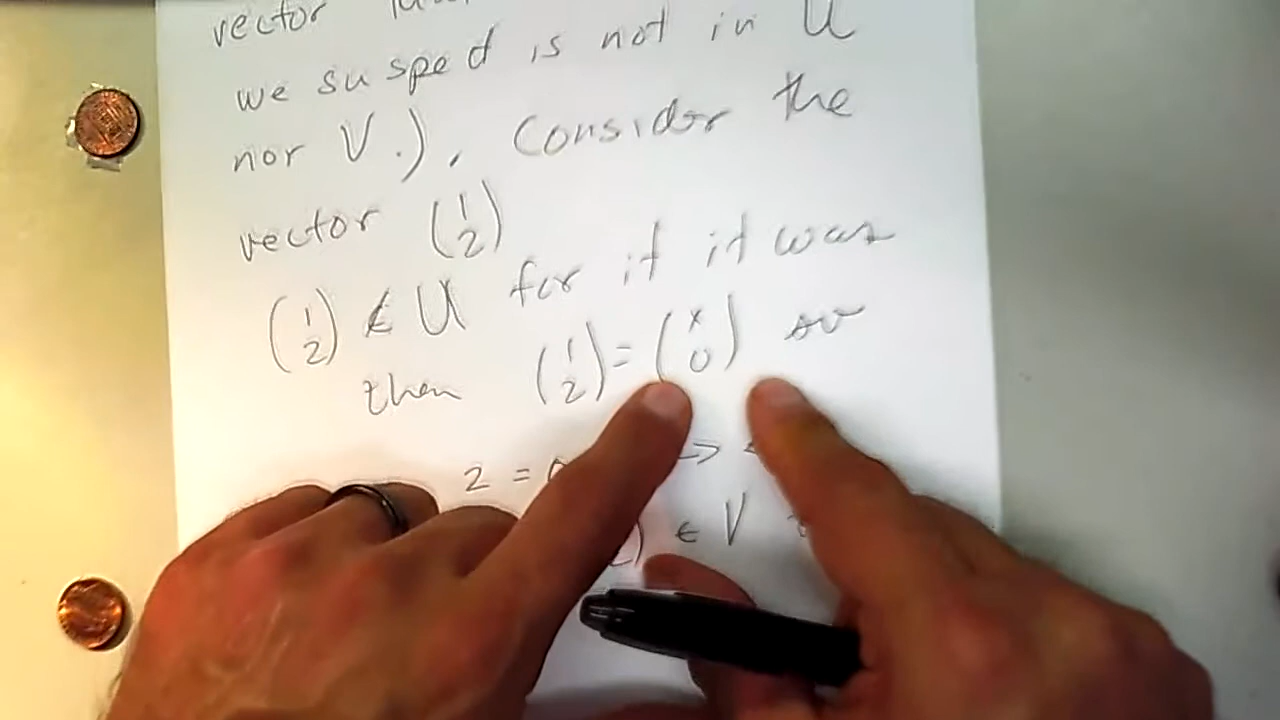 vector
we suspect is not in U
nor V.). Consider the
vector (1 2)
(1 2) ∉ U for if it was
then (1 2) = (x 0) so
2 = 0 →
∈ V